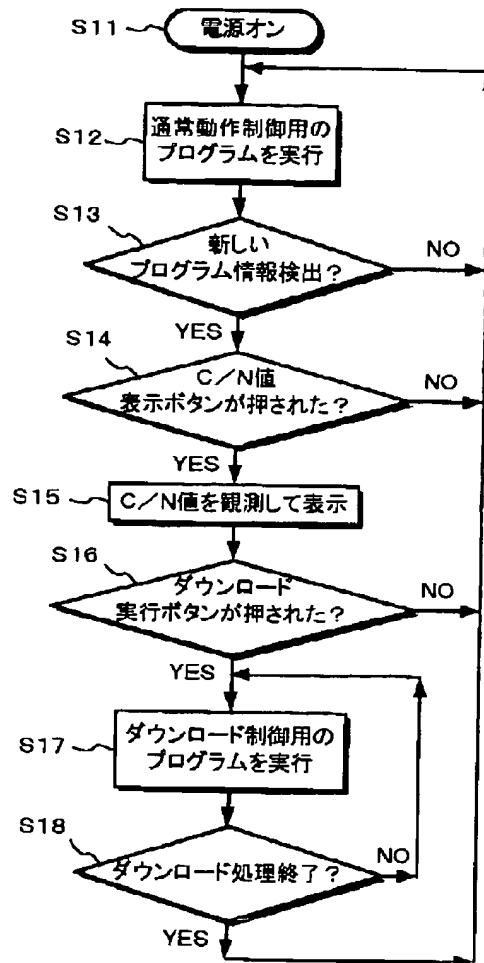 S11
電源オン
S12
通常動作制御用の
プログラムを実行
S13
新しい
プログラム情報検出？
NO
YES
S14
C／N値
表示ボタンが押された？
NO
YES
S15
C／N値を観測して表示
S16
ダウンロード
実行ボタンが押された？
NO
YES
S17
ダウンロード制御用の
プログラムを実行
S18
ダウンロード処理終了？
NO
YES